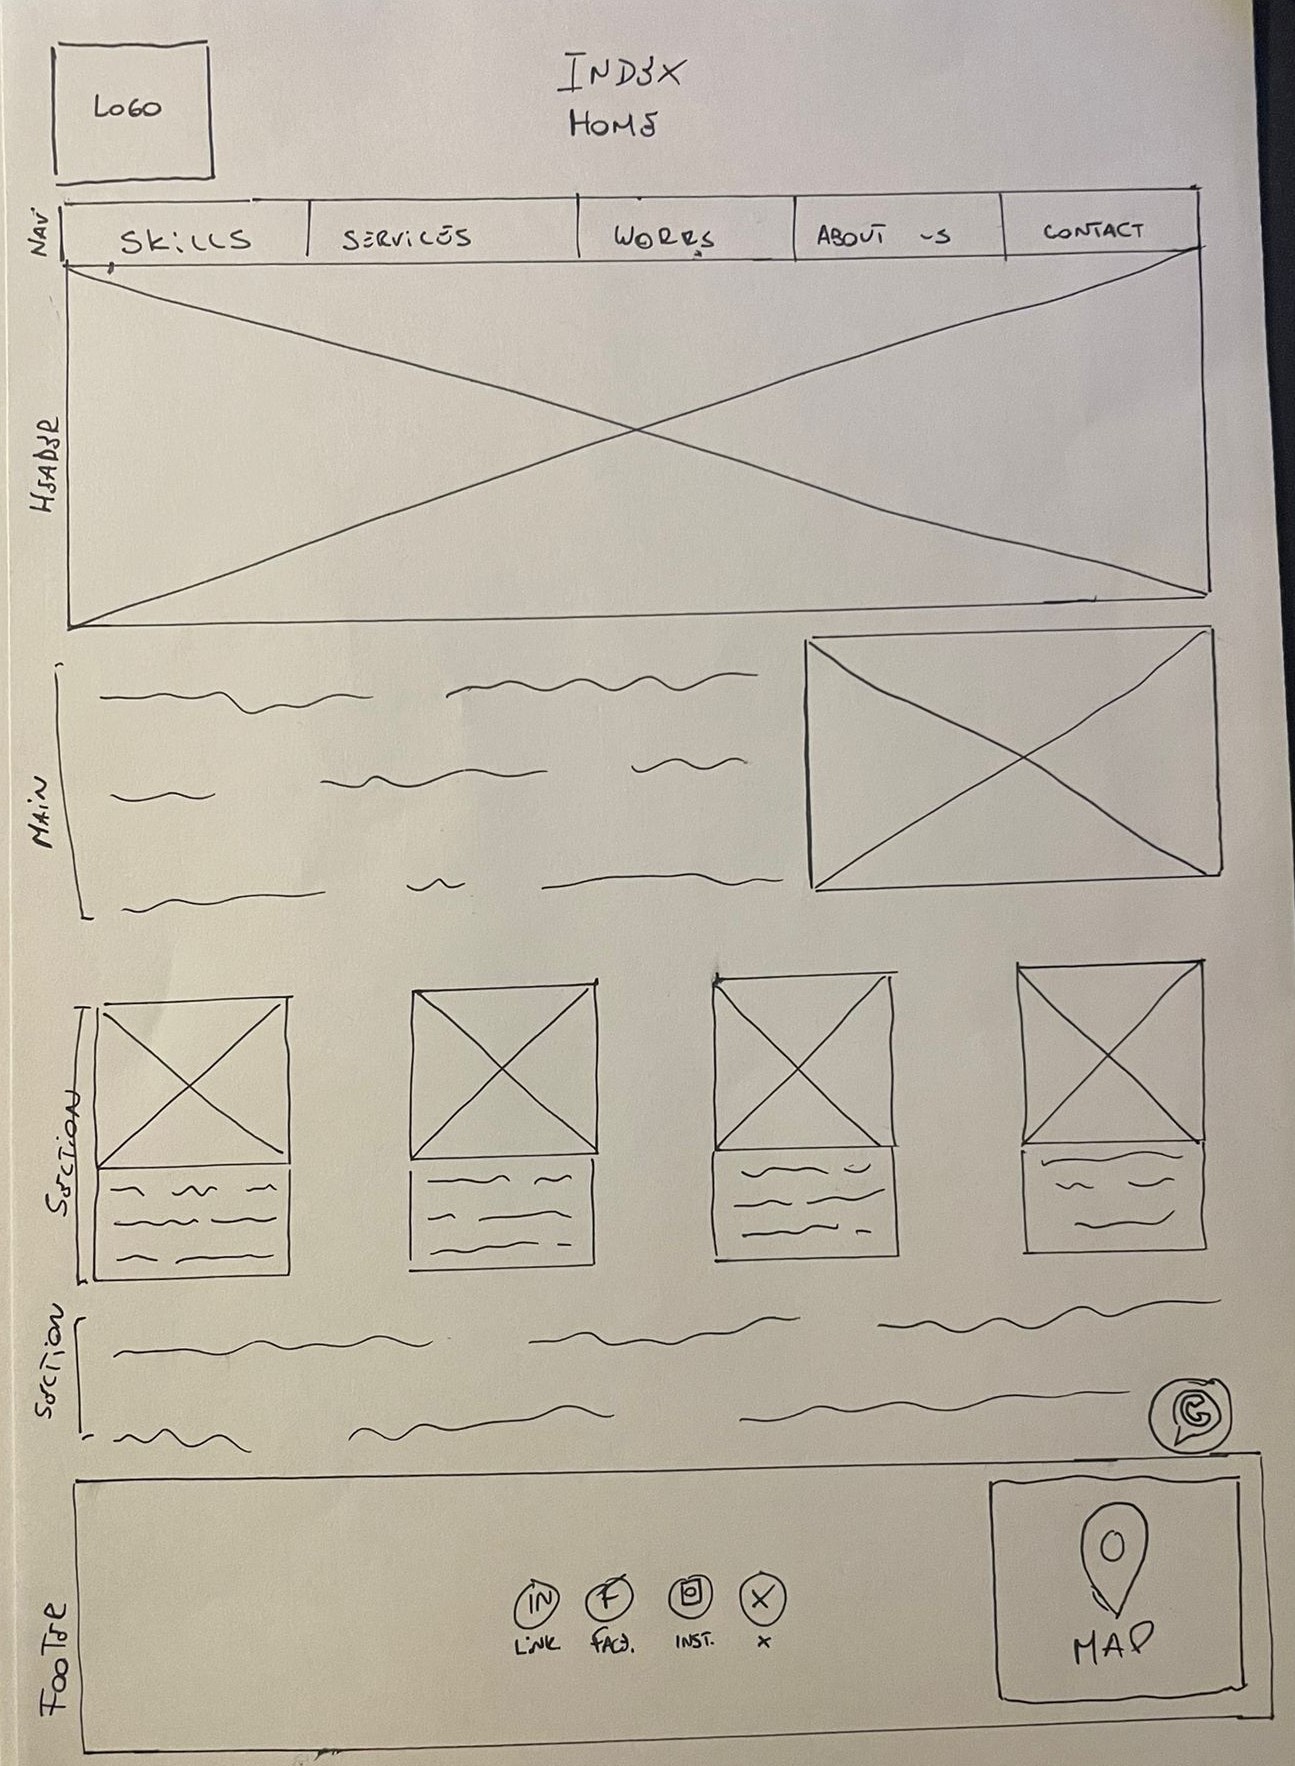 LOGO
INDEX
HOME
NAV
SKiLLS
SERViCES
WORKS
ABOUT US
CONTACT
HEADER
MAiN
SECTiON
SECTiON
FOOTER
IN
F
X
LiNK
FACE.
INST.
X
MAP